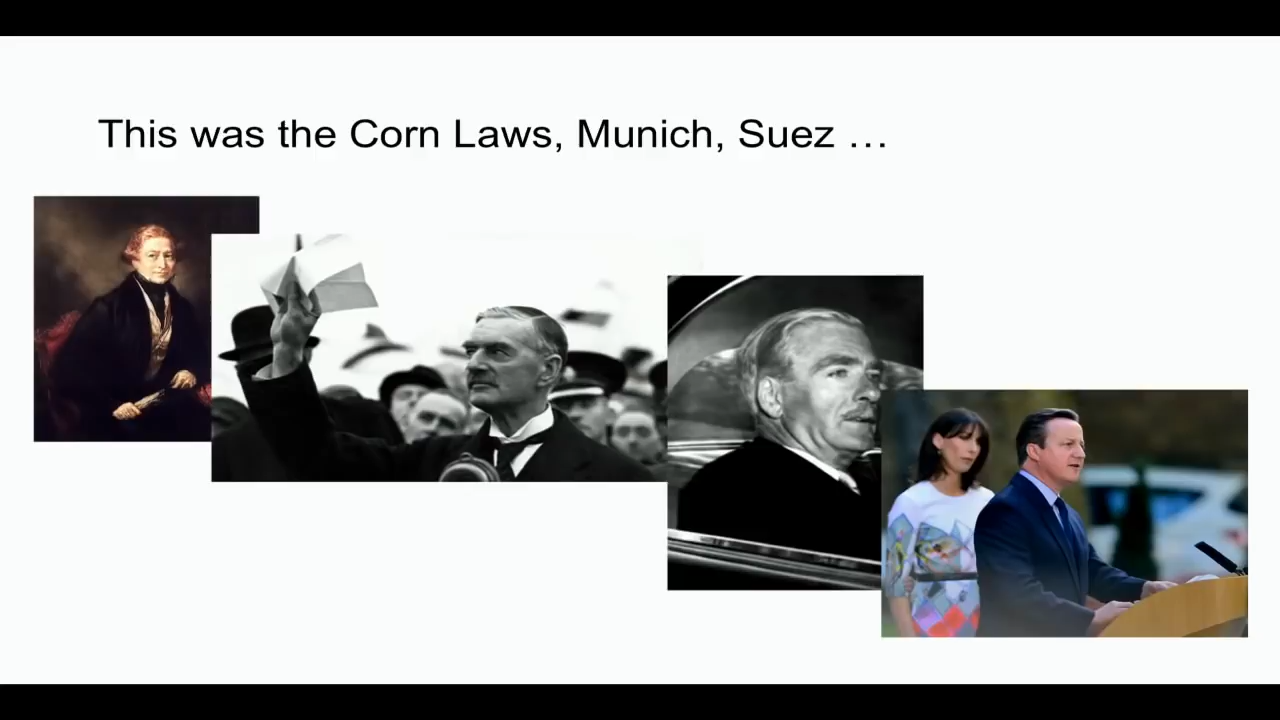 This was the Corn Laws, Munich, Suez …